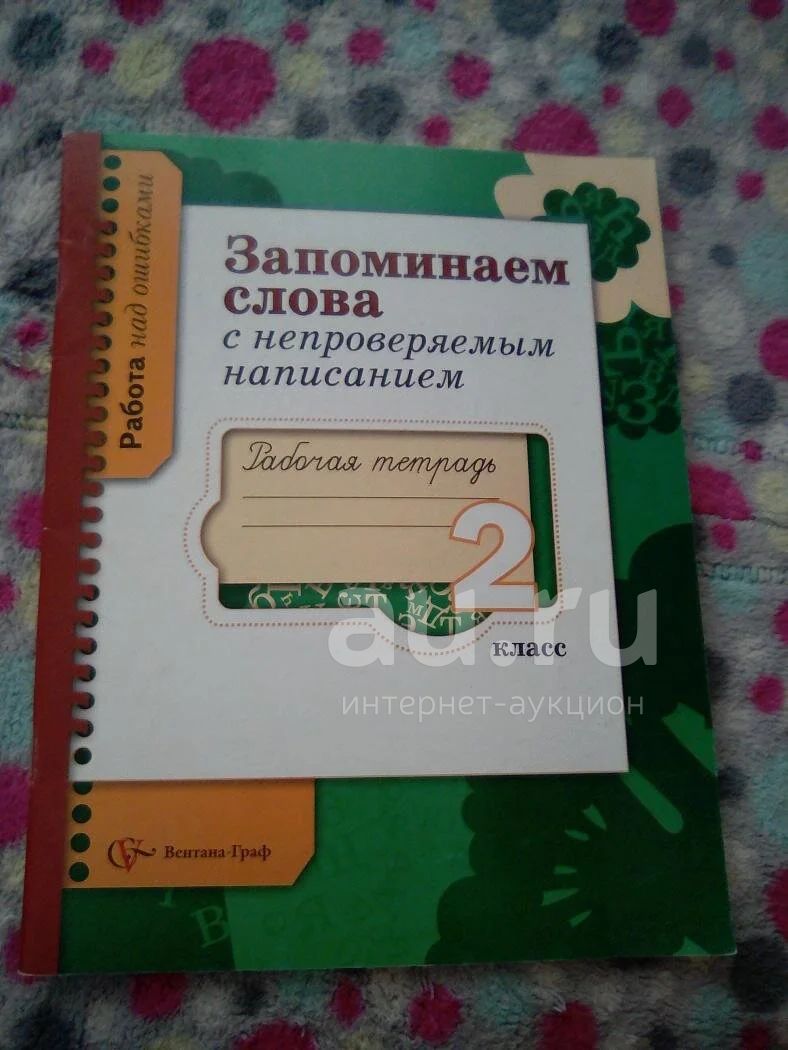 Работа над ошибками
Запоминаем
слова
с непроверяемым
написанием
Рабочая тетрадь
2
класс
au.ru
интернет-аукцион
Вентана-Граф